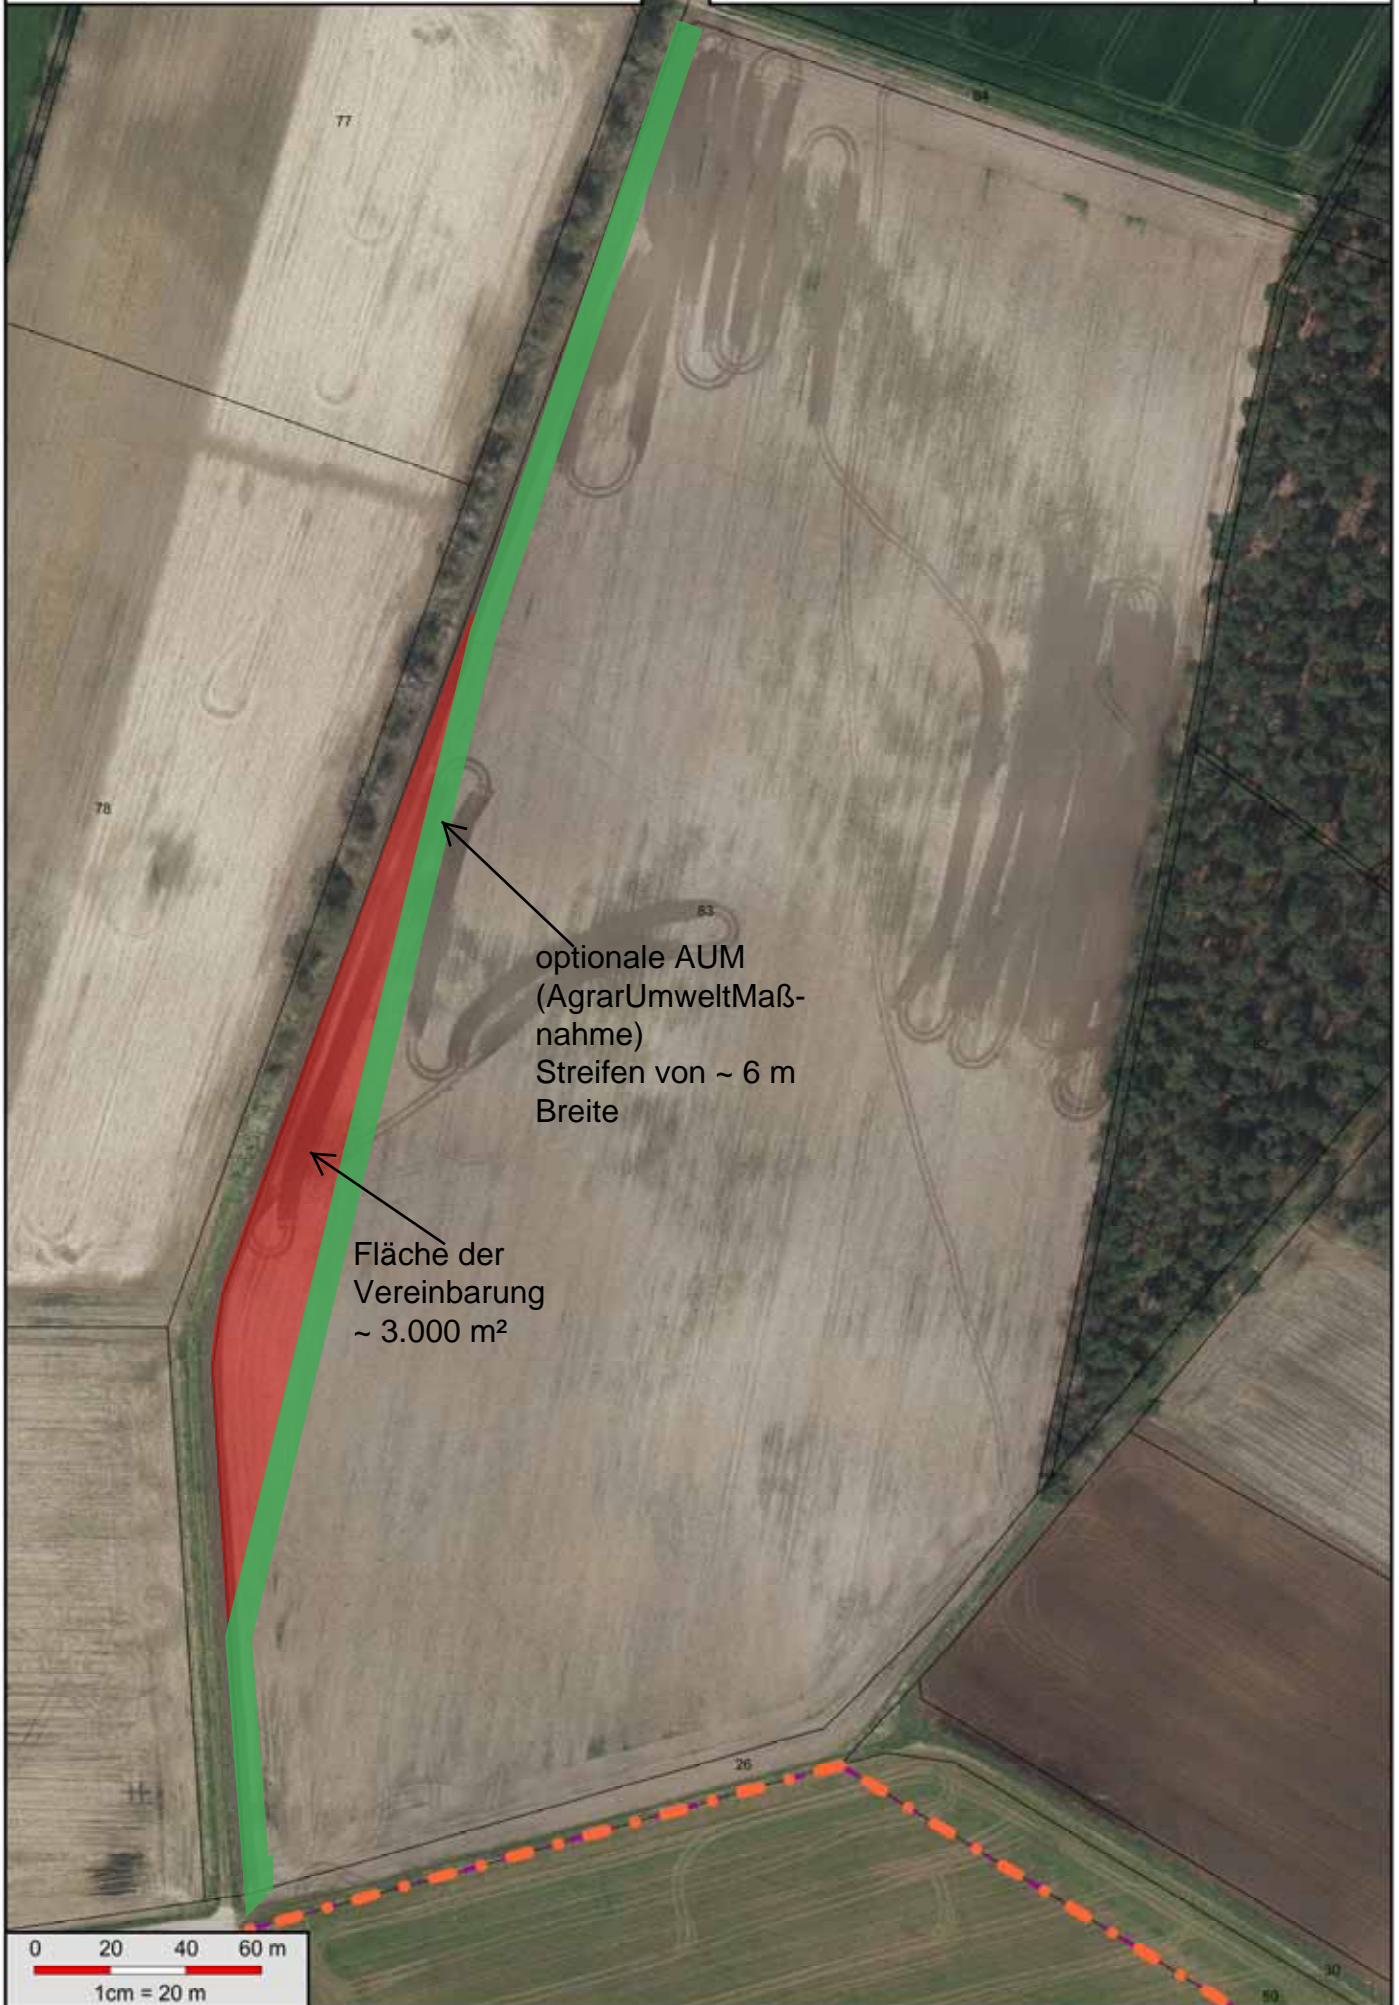 84
77
78
83
optionale AUM
(AgrarUmweltMaß-
nahme)
Streifen von ~ 6 m
Breite
Fläche der
Vereinbarung
~ 3.000 m²
26
30
0 20 40 60 m
1cm = 20 m